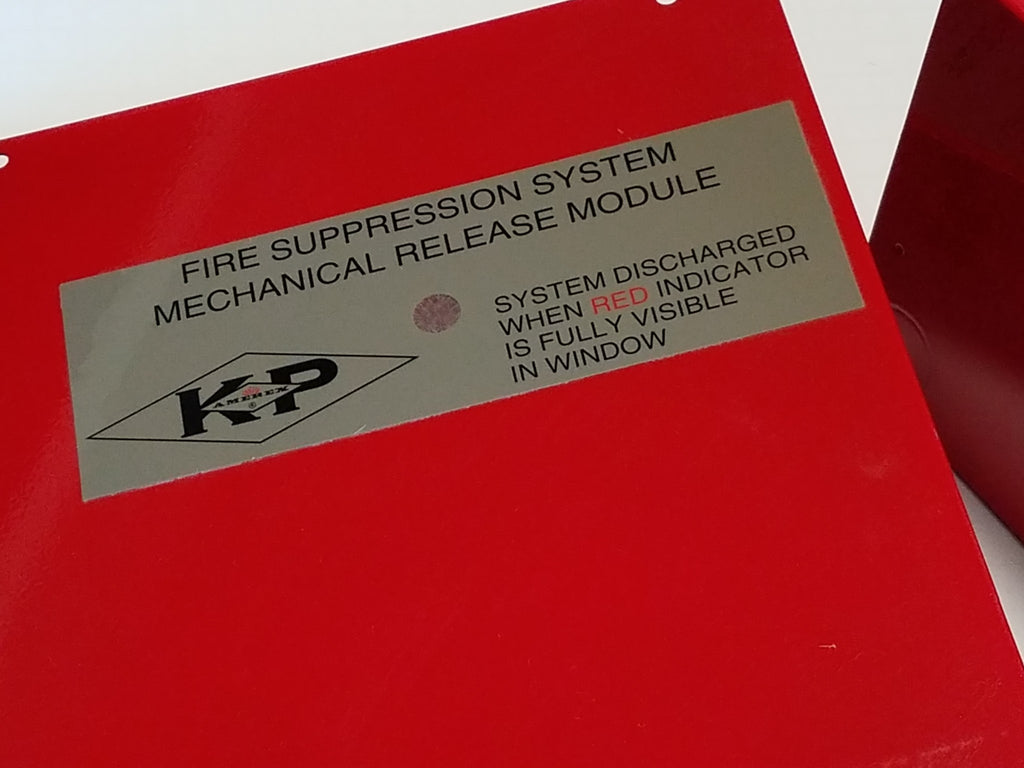 FIRE SUPPRESSION SYSTEM
MECHANICAL RELEASE MODULE
SYSTEM DISCHARGED
WHEN RED INDICATOR
IS FULLY VISIBLE
IN WINDOW
KP
AMEREX
®